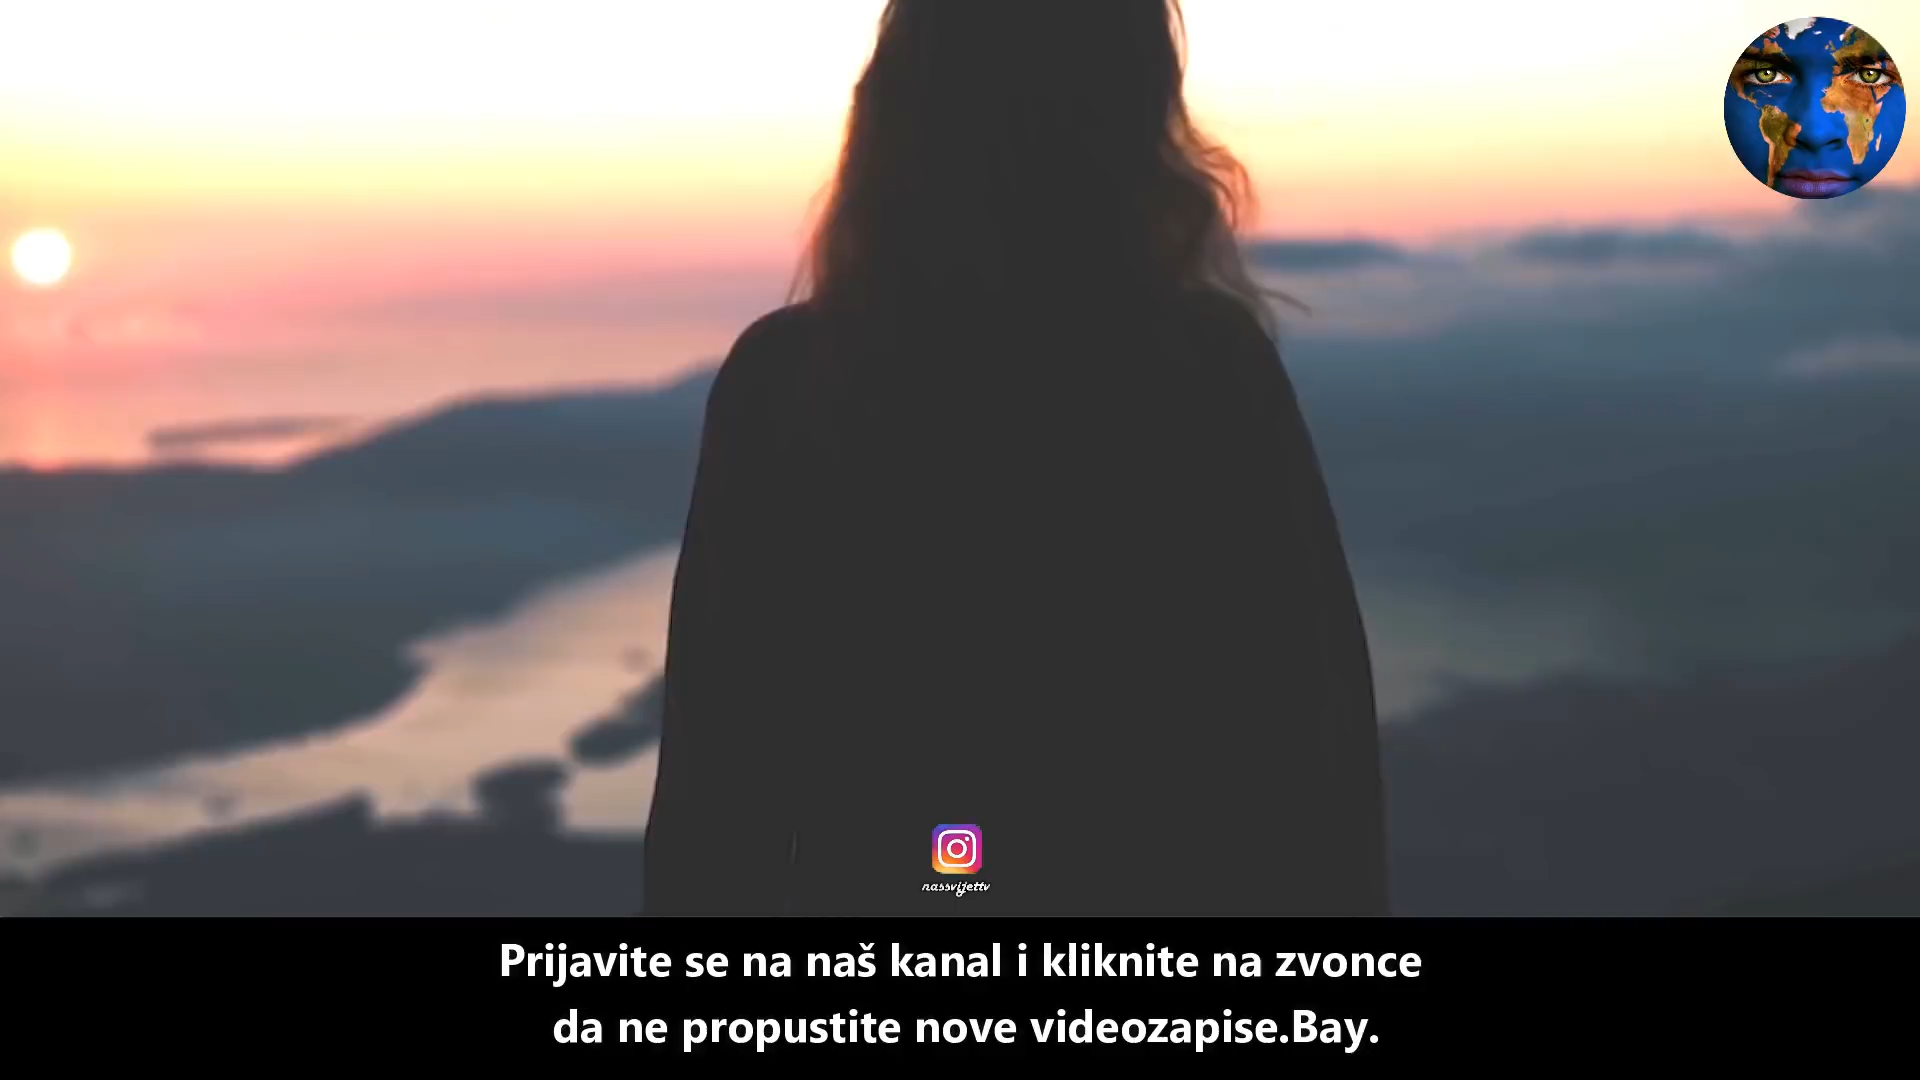 nassvijettv
Prijavite se na naš kanal i kliknite na zvonce
da ne propustite nove videozapise.Bay.